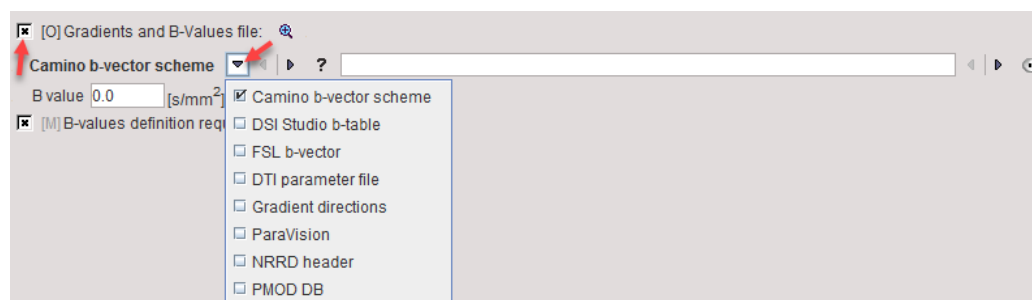 [O] Gradients and B-Values file:
Camino b-vector scheme ?
B value 0.0 [s/mm²]
Camino b-vector scheme
[M] B-values definition requ
DSI Studio b-table
FSL b-vector
DTI parameter file
Gradient directions
ParaVision
NRRD header
PMOD DB